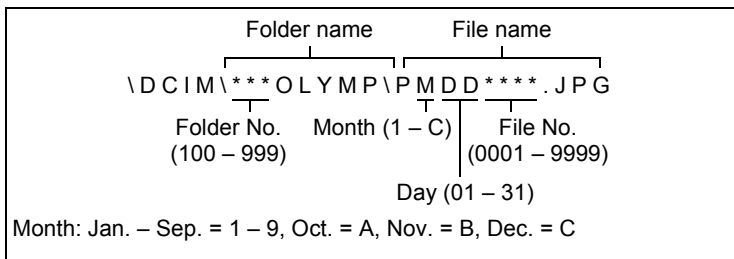 Folder name File name
\DCIM\***OLYMP\PMDD****.JPG
Folder No. Month (1 – C) File No.
(100 – 999) (0001 – 9999)
Day (01 – 31)
Month: Jan. – Sep. = 1 – 9, Oct. = A, Nov. = B, Dec. = C